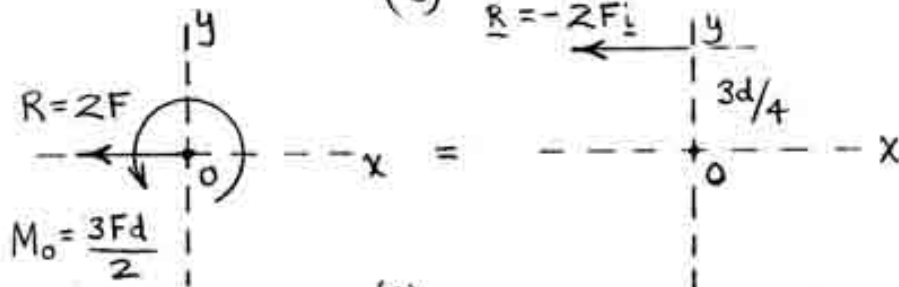 R = -2Fi
y
y
R=2F
3d/4
O
x
=
O
x
M₀ = 3Fd/2